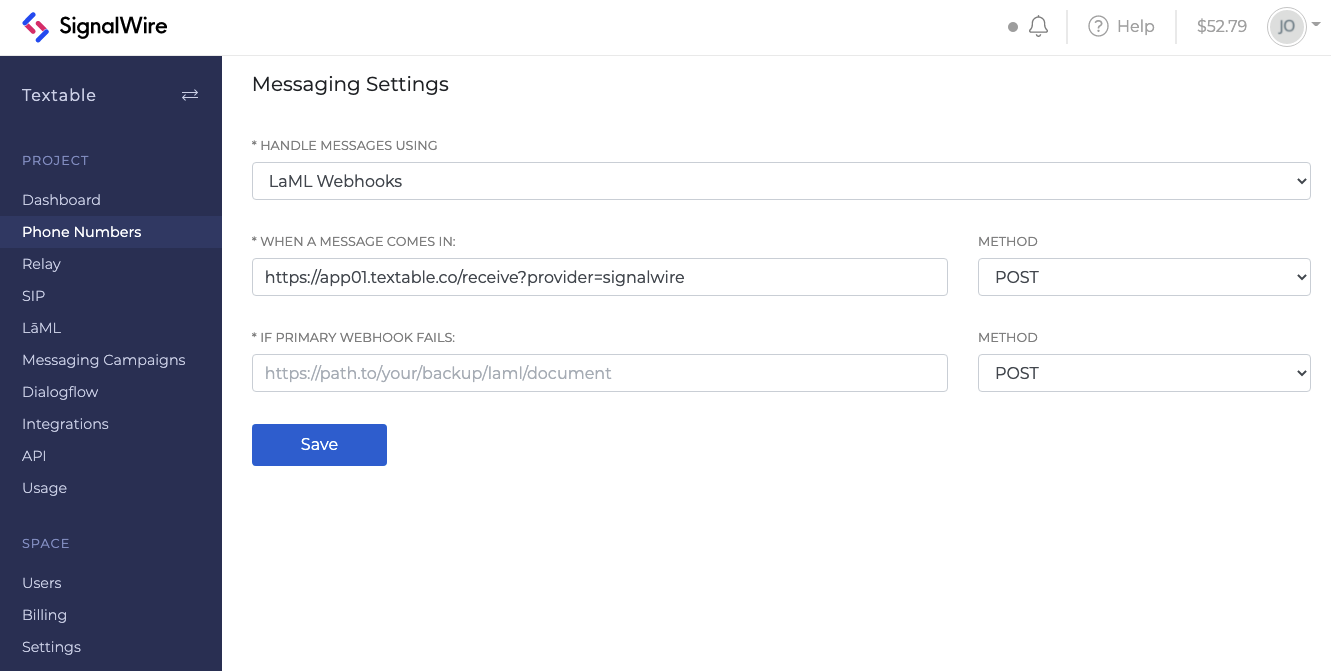 SignalWire
Help
$52.79
JO
Textable
PROJECT
Dashboard
Phone Numbers
Relay
SIP
LāML
Messaging Campaigns
Dialogflow
Integrations
API
Usage
SPACE
Users
Billing
Settings
Messaging Settings
* HANDLE MESSAGES USING
LaML Webhooks
* WHEN A MESSAGE COMES IN: METHOD
https://app01.textable.co/receive?provider=signalwire POST
* IF PRIMARY WEBHOOK FAILS: METHOD
https://path.to/your/backup/laml/document POST
Save